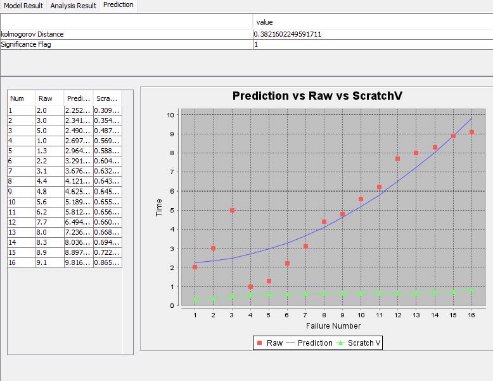 Model Result Analysis Result Prediction
value
kolmogorov Distance 0.3821602249591711
Significance Flag 1
Num Raw Predi... Scra...
1 2.0 2.252... 0.309...
2 3.0 2.341... 0.354...
3 5.0 2.490... 0.487...
4 1.0 2.697... 0.569...
5 1.3 2.964... 0.588...
6 2.2 3.291... 0.604...
7 3.1 3.676... 0.632...
8 4.4 4.121... 0.643...
9 4.8 4.625... 0.645...
10 5.6 5.189... 0.655...
11 6.2 5.812... 0.656...
12 7.7 6.494... 0.660...
13 8.0 7.236... 0.668...
14 8.3 8.036... 0.694...
15 8.9 8.897... 0.722...
16 9.1 9.816... 0.865...
Prediction vs Raw vs ScratchV
Time
10
9
8
7
6
5
4
3
2
1
0
1 2 3 4 5 6 7 8 9 10 11 12 13 14 15 16
Failure Number
Raw Prediction Scratch V